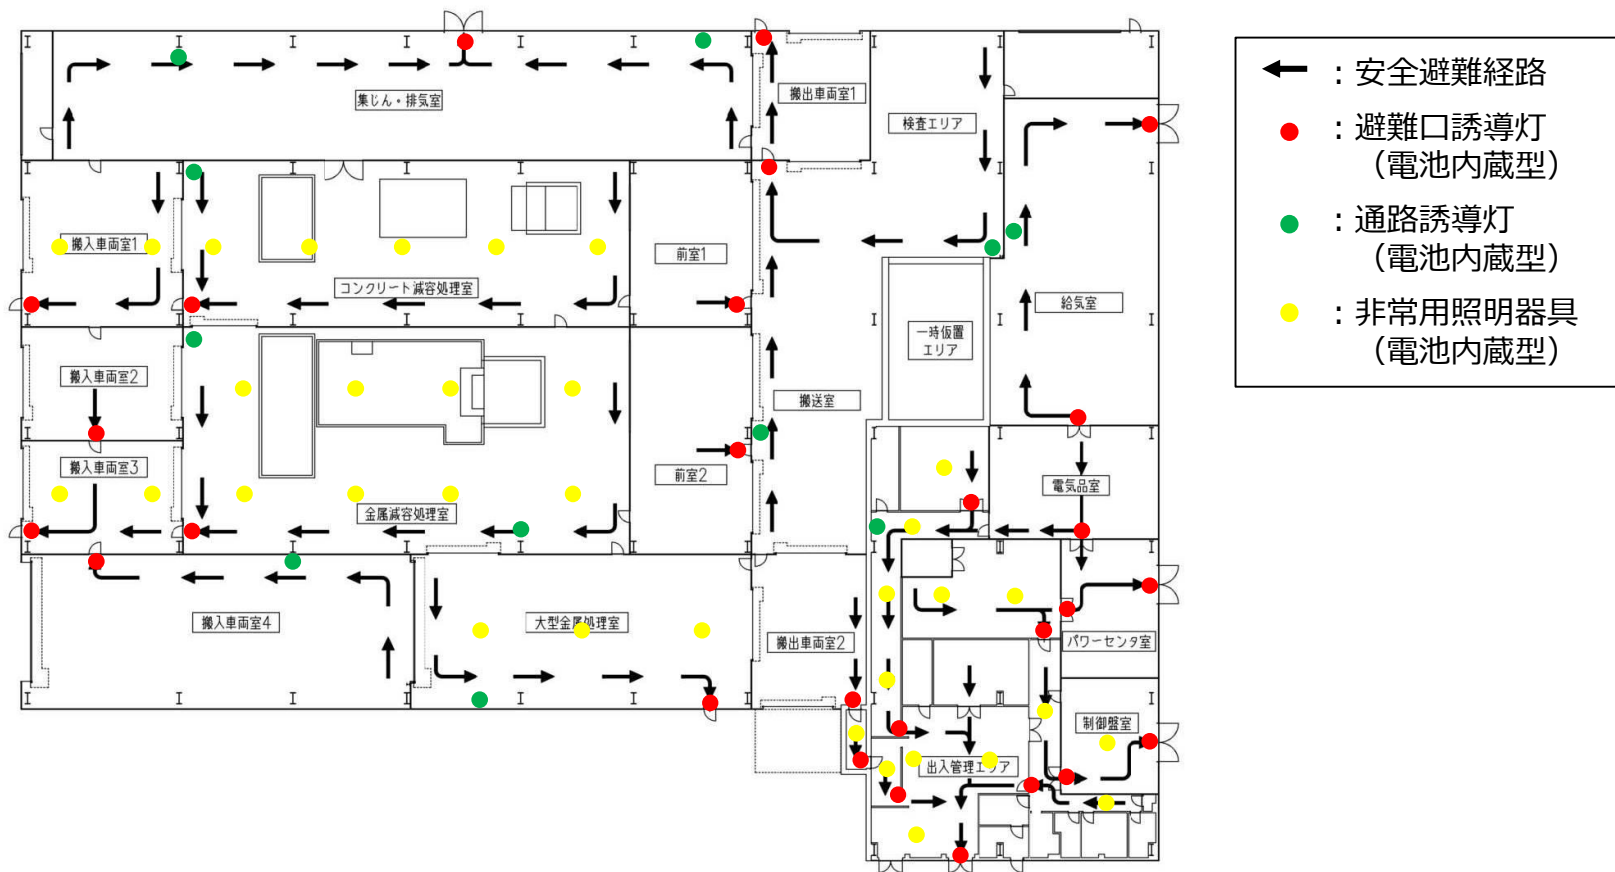 集じん・排気室
搬出車両室1
検査エリア
搬入車両室1
前室1
コンクリート減容処理室
給気室
一時仮置
エリア
搬入車両室2
搬送室
搬入車両室3
前室2
電気品室
金属減容処理室
搬入車両室4
大型金属処理室
搬出車両室2
パワーセンタ室
制御盤室
出入管理エリア
：安全避難経路
：避難口誘導灯
（電池内蔵型）
：通路誘導灯
（電池内蔵型）
：非常用照明器具
（電池内蔵型）